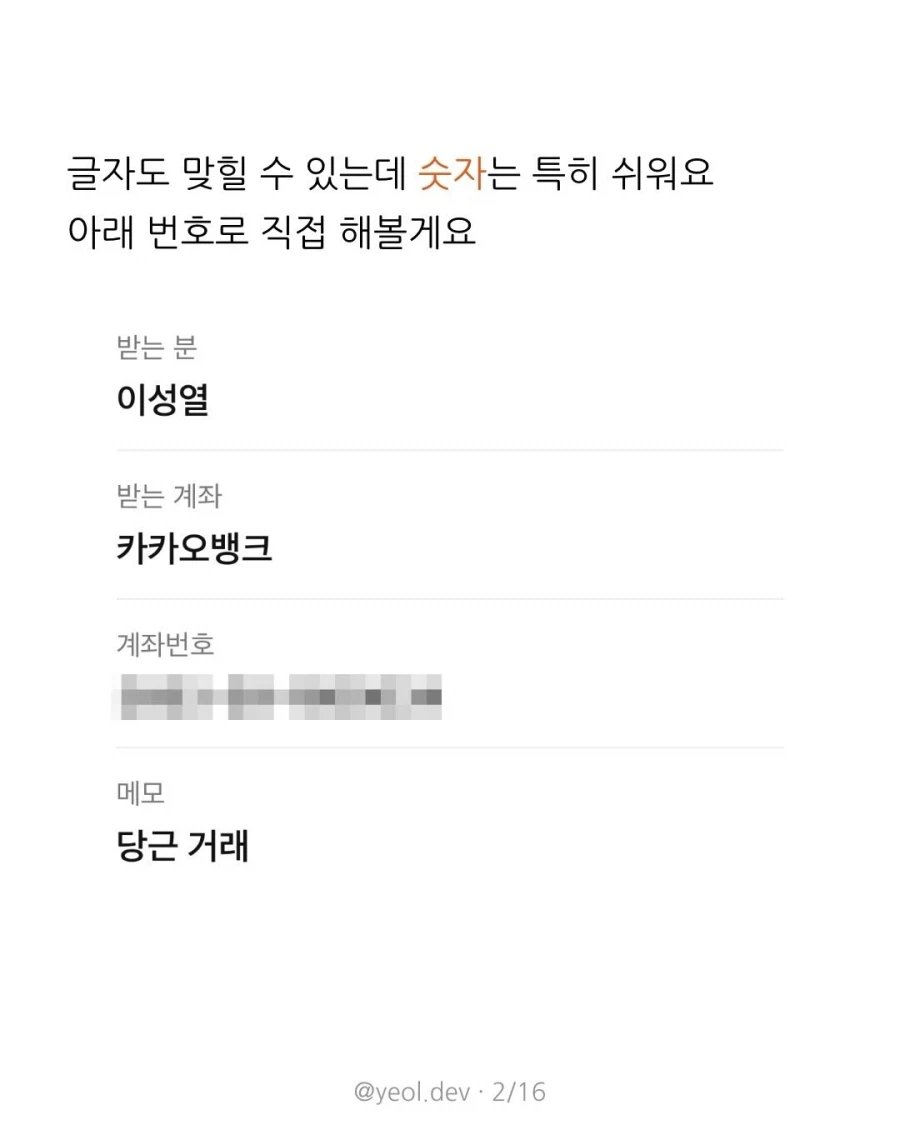 글자도 맞힐 수 있는데 숫자는 특히 쉬워요
아래 번호로 직접 해볼게요
받는 분
이성열
받는 계좌
카카오뱅크
계좌번호
메모
당근 거래
@yeol.dev · 2/16